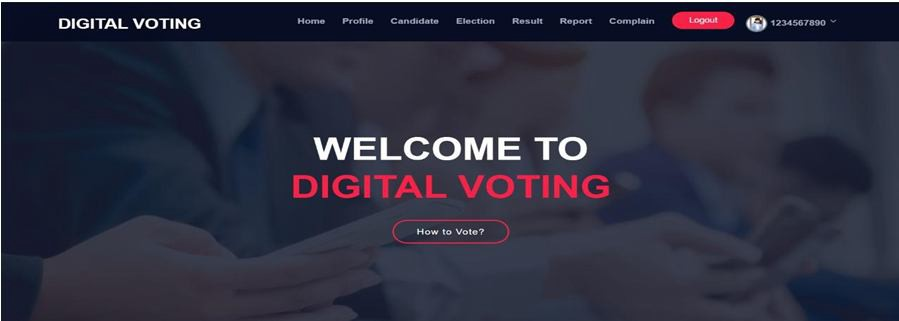 DIGITAL VOTING
Home Profile Candidate Election Result Report Complain Logout 1234567890
WELCOME TO
DIGITAL VOTING
How to Vote?